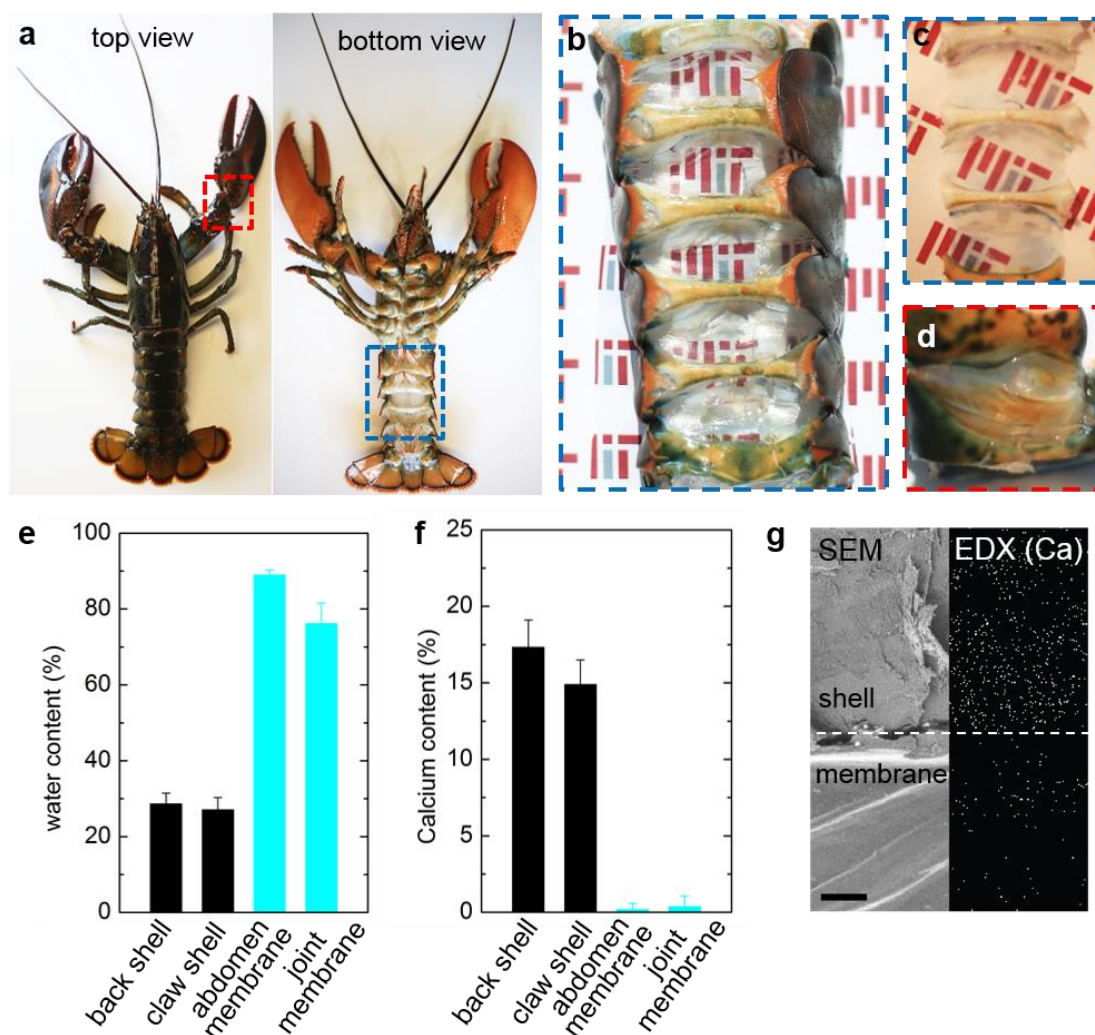 a
top view
bottom view
b
c
d
e
water content (%)
100
80
60
40
20
0
back shell
claw shell
abdomen
membrane
joint
membrane
f
Calcium content (%)
25
20
15
10
5
0
back shell
claw shell
abdomen
membrane
joint
membrane
g
SEM
EDX (Ca)
shell
membrane